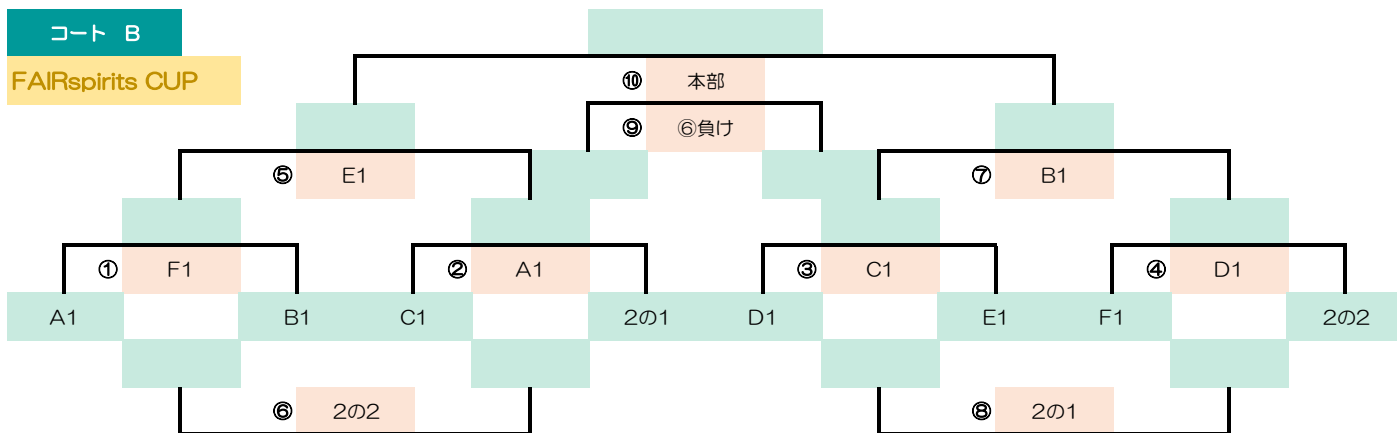 コート　B
FAIRspirits CUP
⑩ 本部
⑨ ⑥負け
⑤ E1 ⑦ B1
① F1 ② A1 ③ C1 ④ D1
A1 B1 C1 2の1 D1 E1 F1 2の2
⑥ 2の2 ⑧ 2の1